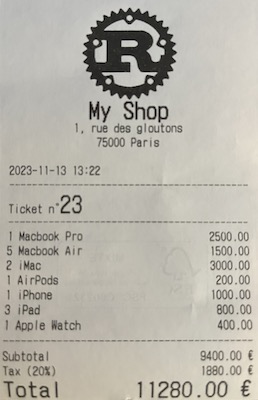 R
My Shop
1, rue des gloutons
75000 Paris
2023-11-13 13:22
Ticket n°23
1 Macbook Pro 2500.00
5 Macbook Air 1500.00
2 iMac 3000.00
1 AirPods 200.00
1 iPhone 1000.00
3 iPad 800.00
1 Apple Watch 400.00
Subtotal 9400.00 €
Tax (20%) 1880.00 €
Total 11280.00 €